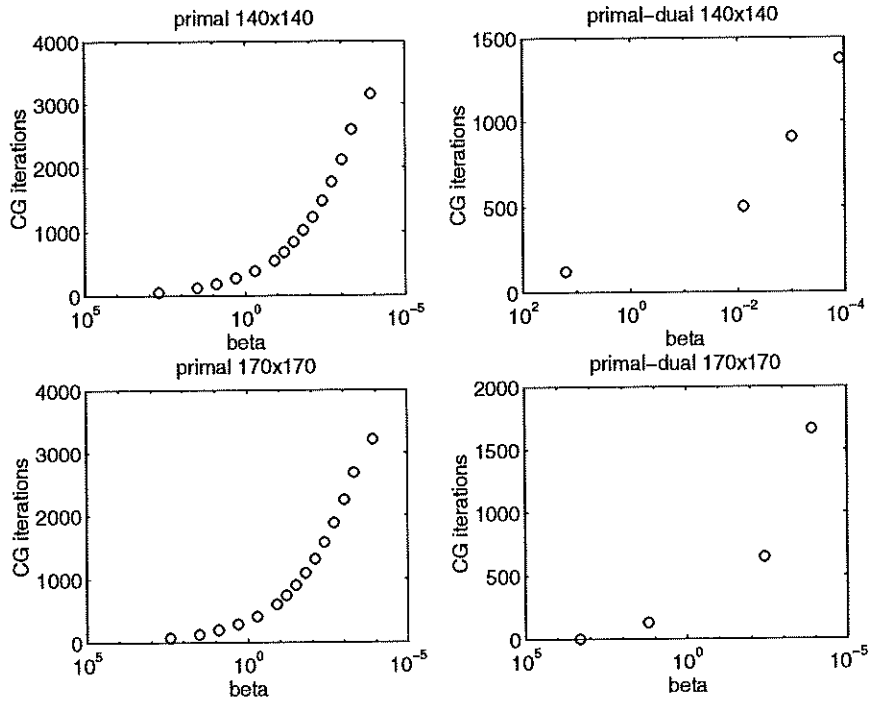 primal 140x140
4000
3000
2000
1000
0
CG iterations
10^5
10^0
10^-5
beta
primal-dual 140x140
1500
1000
500
0
CG iterations
10^2
10^0
10^-2
10^-4
beta
primal 170x170
4000
3000
2000
1000
0
CG iterations
10^5
10^0
10^-5
beta
primal-dual 170x170
2000
1500
1000
500
0
CG iterations
10^5
10^0
10^-5
beta